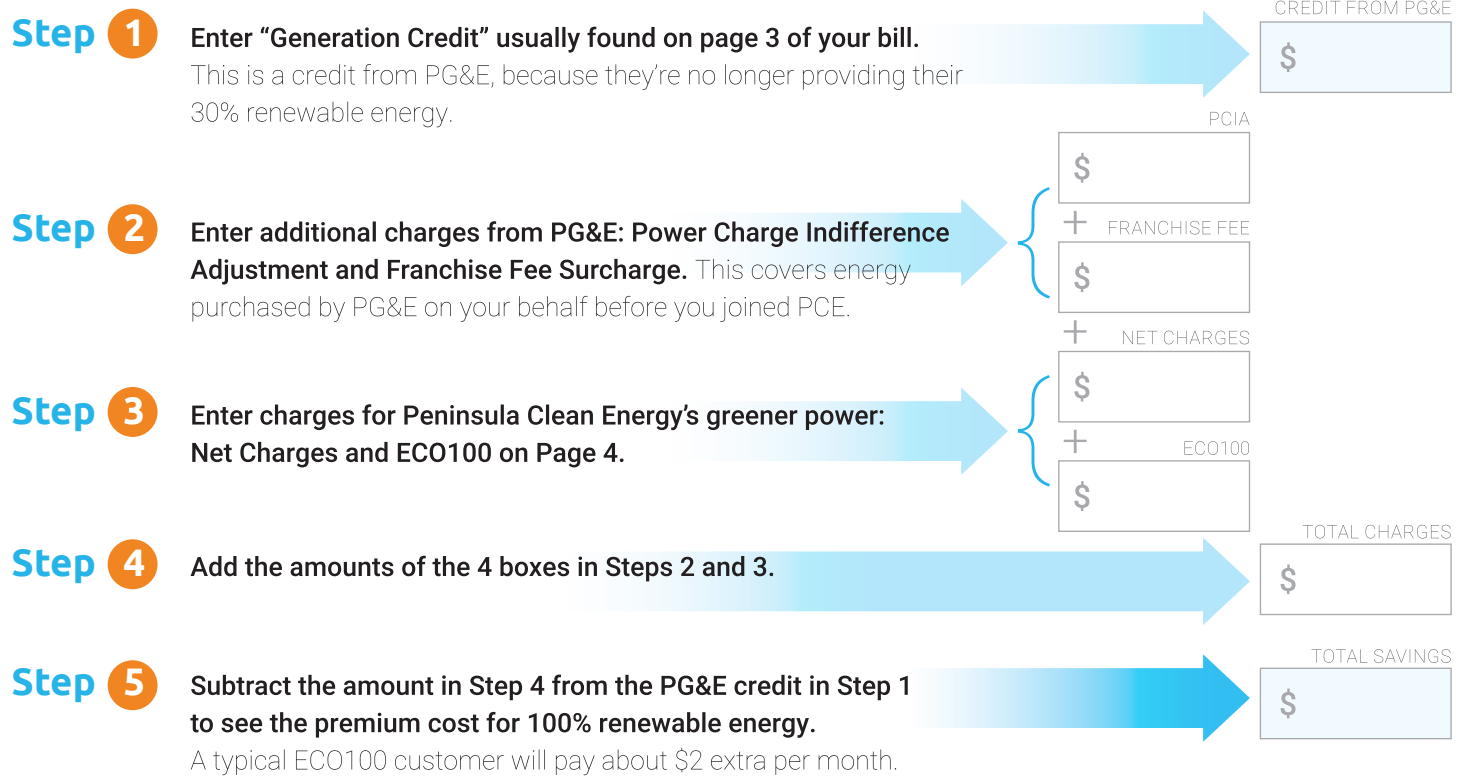 CREDIT FROM PG&E
Step 1
Enter “Generation Credit” usually found on page 3 of your bill.
$
This is a credit from PG&E, because they’re no longer providing their
30% renewable energy.
PCIA
$
Step 2
Enter additional charges from PG&E: Power Charge Indifference
+ FRANCHISE FEE
Adjustment and Franchise Fee Surcharge. This covers energy
$
purchased by PG&E on your behalf before you joined PCE.
+ NET CHARGES
$
Step 3
Enter charges for Peninsula Clean Energy’s greener power:
+ ECO100
Net Charges and ECO100 on Page 4.
$
TOTAL CHARGES
Step 4
Add the amounts of the 4 boxes in Steps 2 and 3.
$
TOTAL SAVINGS
Step 5
Subtract the amount in Step 4 from the PG&E credit in Step 1
$
to see the premium cost for 100% renewable energy.
A typical ECO100 customer will pay about $2 extra per month.